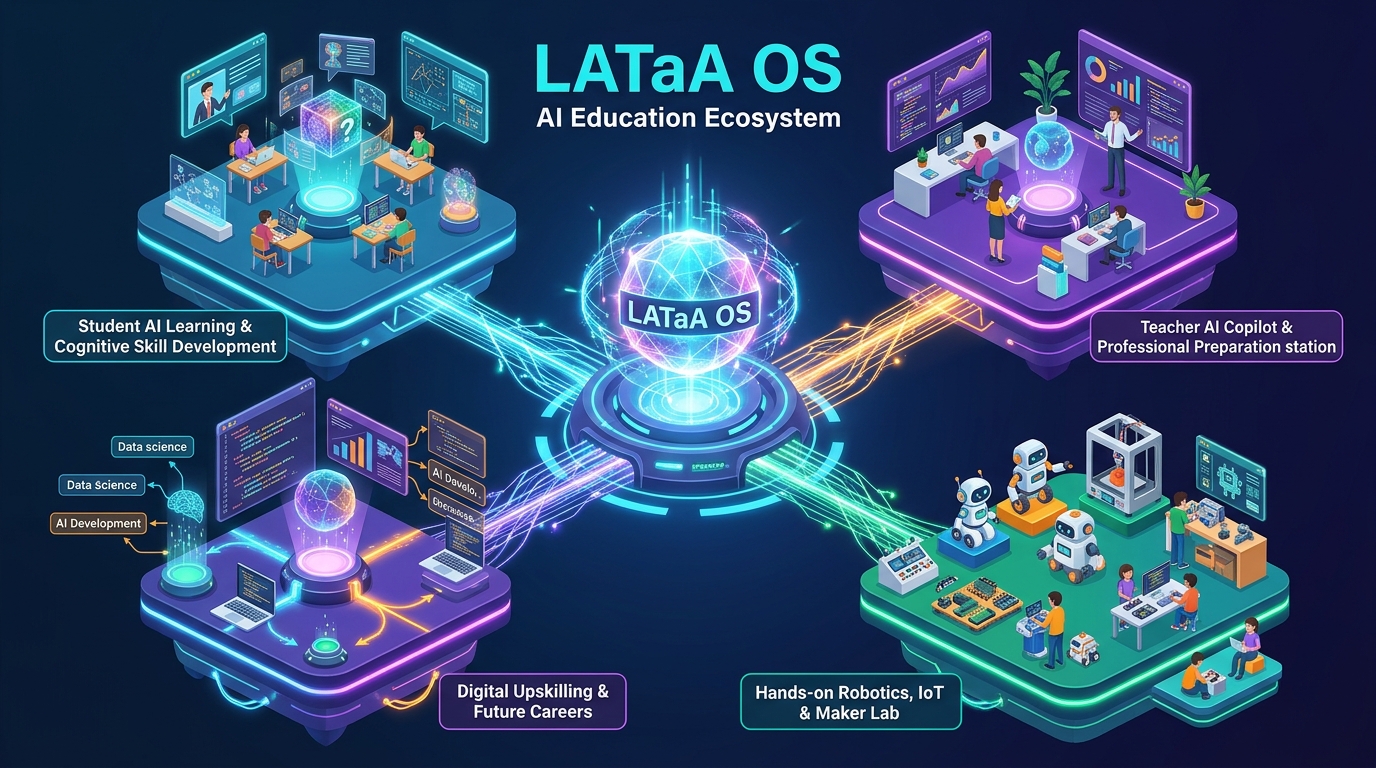 LATaA OS
AI Education Ecosystem
?
LATaA OS
Student AI Learning &
Cognitive Skill Development
Teacher AI Copilot &
Professional Preparation station
Data science
Data science
AI Development
AI
Digital Upskilling &
Future Careers
Hands-on Robotics, IoT
& Maker Lab